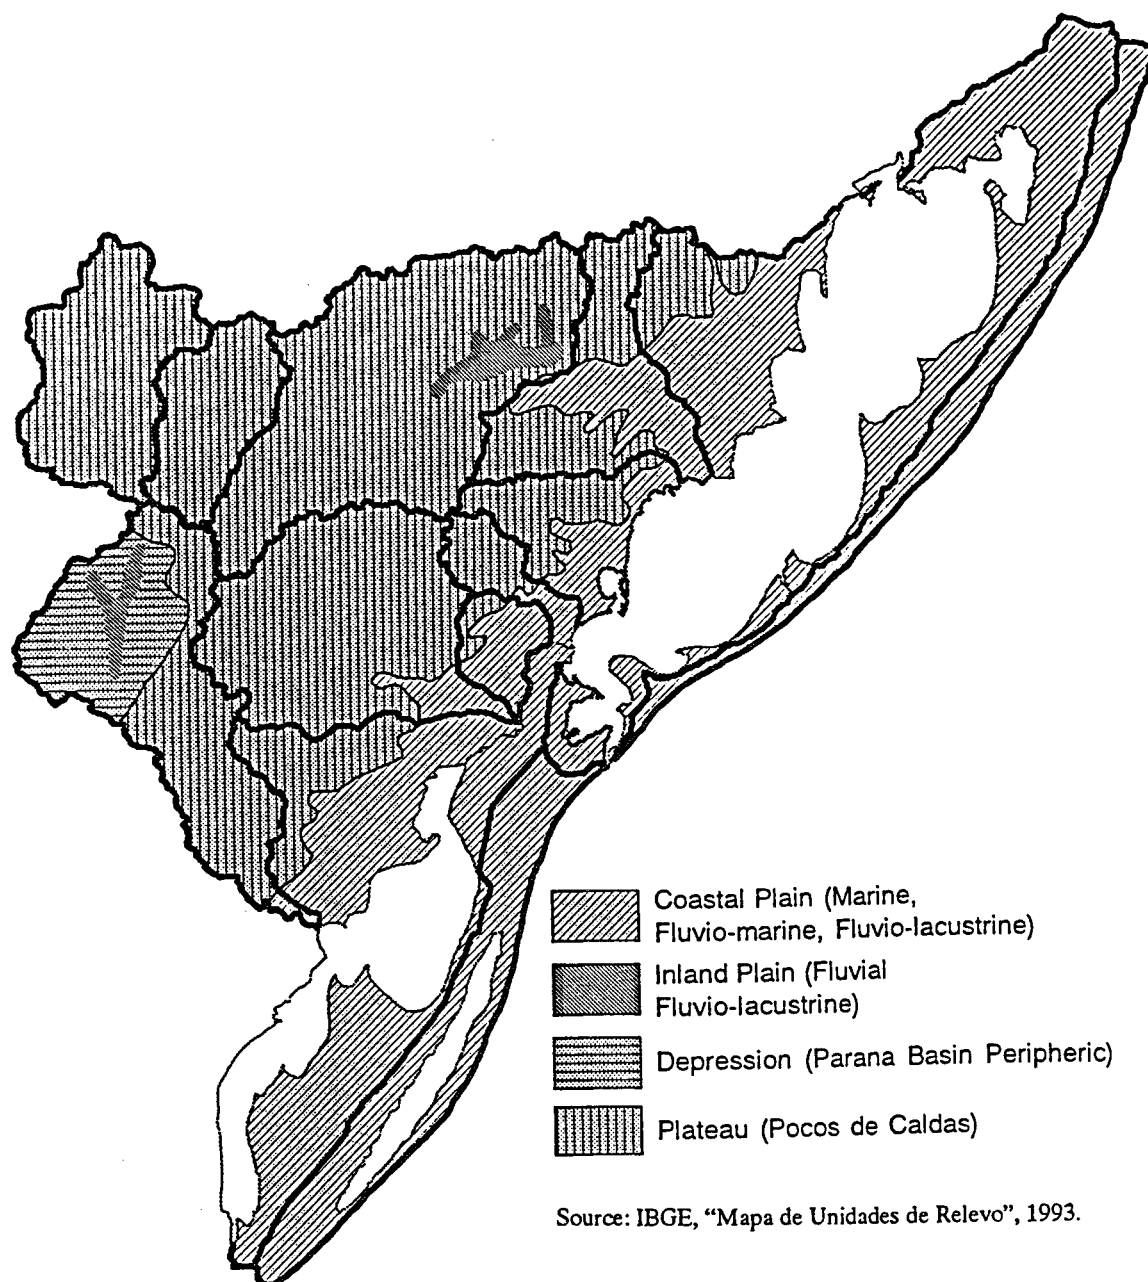 Coastal Plain (Marine,
Fluvio-marine, Fluvio-lacustrine)
Inland Plain (Fluvial
Fluvio-lacustrine)
Depression (Parana Basin Peripheric)
Plateau (Pocos de Caldas)
Source: IBGE, “Mapa de Unidades de Relevo”, 1993.